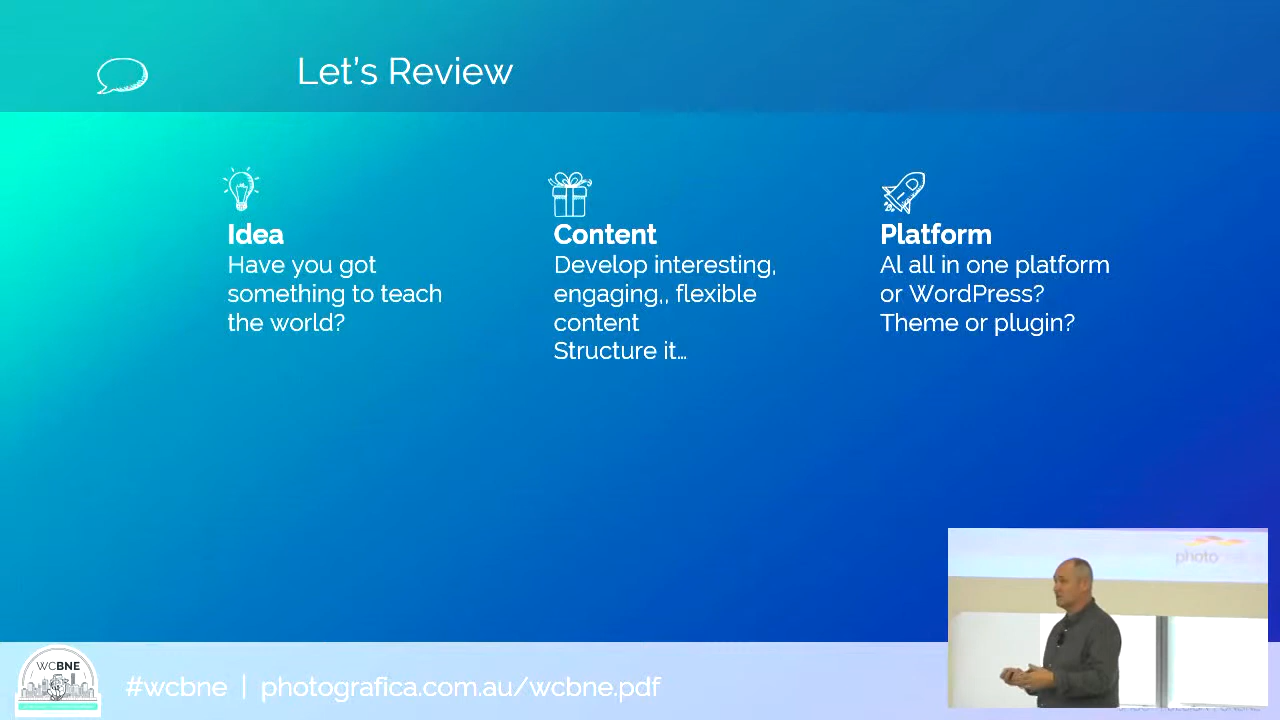 Let's Review
Idea
Have you got
something to teach
the world?
Content
Develop interesting,
engaging,, flexible
content
Structure it…
Platform
Al all in one platform
or WordPress?
Theme or plugin?
photo
WCBNE
#wcbne | photografica.com.au/wcbne.pdf